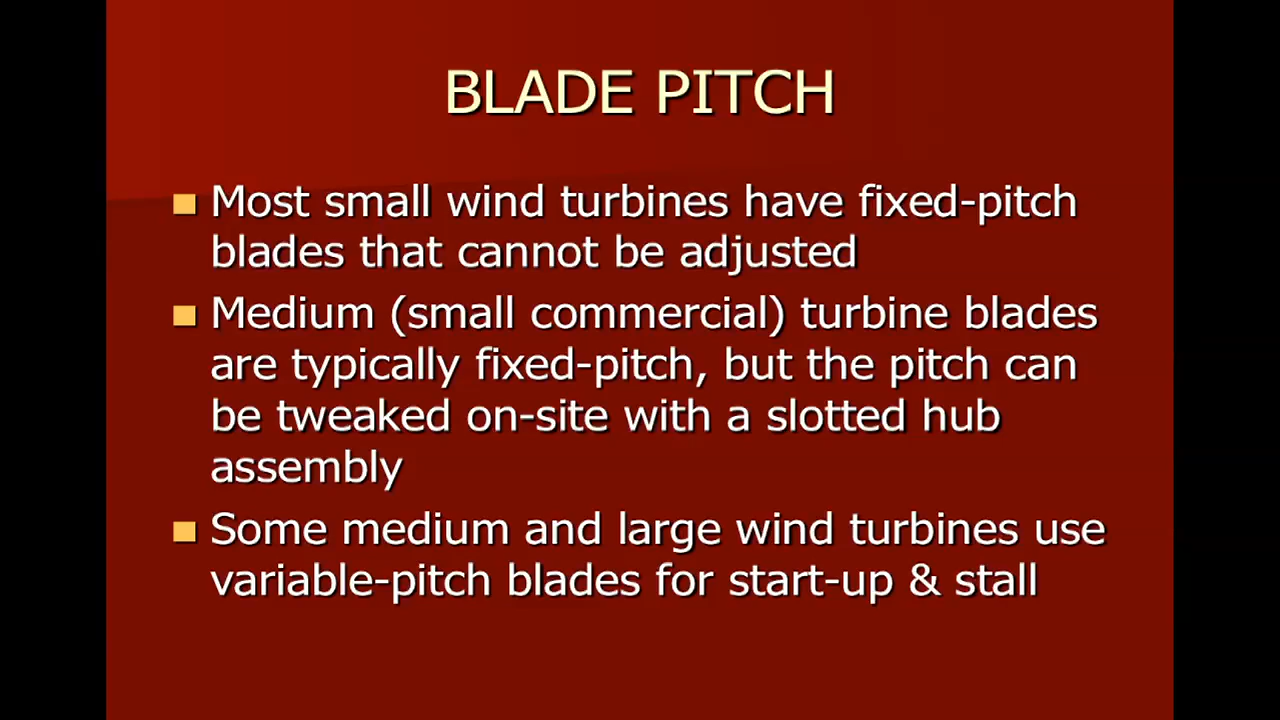 BLADE PITCH
Most small wind turbines have fixed-pitch
blades that cannot be adjusted
Medium (small commercial) turbine blades
are typically fixed-pitch, but the pitch can
be tweaked on-site with a slotted hub
assembly
Some medium and large wind turbines use
variable-pitch blades for start-up & stall